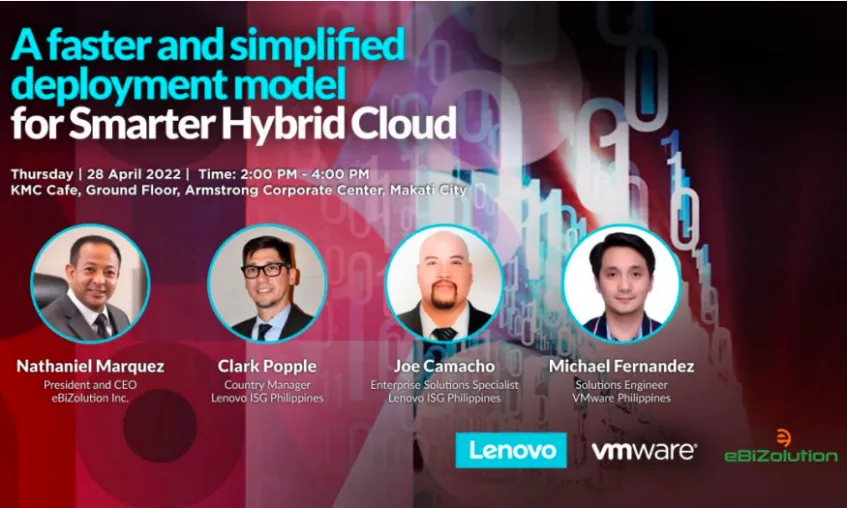 A faster and simplified
deployment model
for Smarter Hybrid Cloud
Thursday | 28 April 2022 | Time: 2:00 PM - 4:00 PM
KMC Cafe, Ground Floor, Armstrong Corporate Center, Makati City
Nathaniel Marquez
President and CEO
eBiZolution Inc.
Clark Popple
Country Manager
Lenovo ISG Philippines
Joe Camacho
Enterprise Solutions Specialist
Lenovo ISG Philippines
Michael Fernandez
Solutions Engineer
VMware Philippines
Lenovo
vmware®
eBiZolution